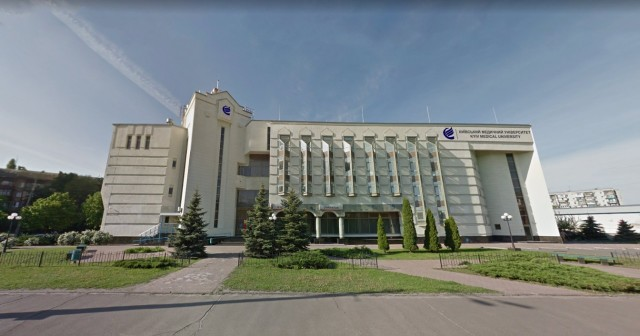 КИЇВСЬКИЙ МЕДИЧНИЙ УНІВЕРСИТЕТ
KYIV MEDICAL UNIVERSITY